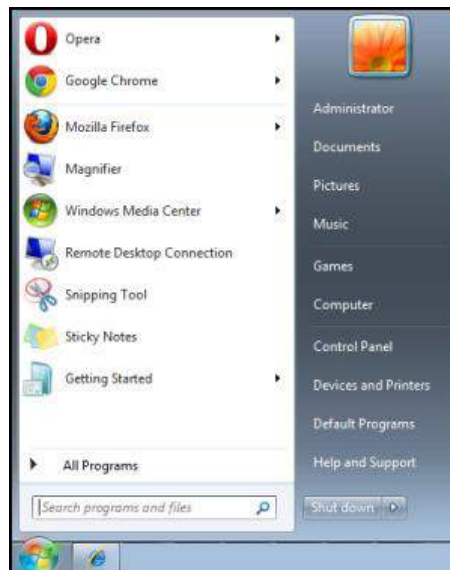 Opera
Google Chrome
Mozilla Firefox
Magnifier
Windows Media Center
Remote Desktop Connection
Snipping Tool
Sticky Notes
Getting Started
All Programs
Search programs and files
Administrator
Documents
Pictures
Music
Games
Computer
Control Panel
Devices and Printers
Default Programs
Help and Support
Shut down